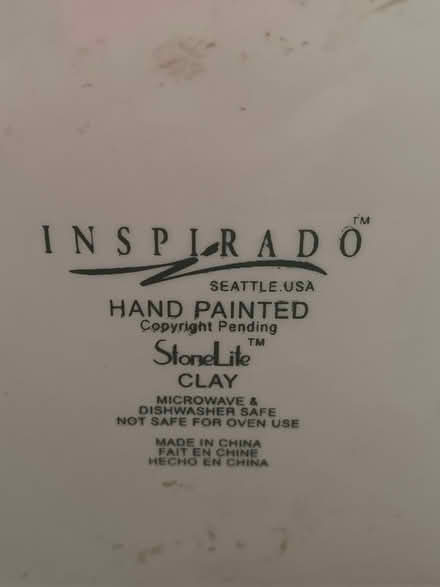 INSPIRADO™
SEATTLE.USA
HAND PAINTED
Copyright Pending
StoneLite™
CLAY
MICROWAVE &
DISHWASHER SAFE
NOT SAFE FOR OVEN USE
MADE IN CHINA
FAIT EN CHINE
HECHO EN CHINA